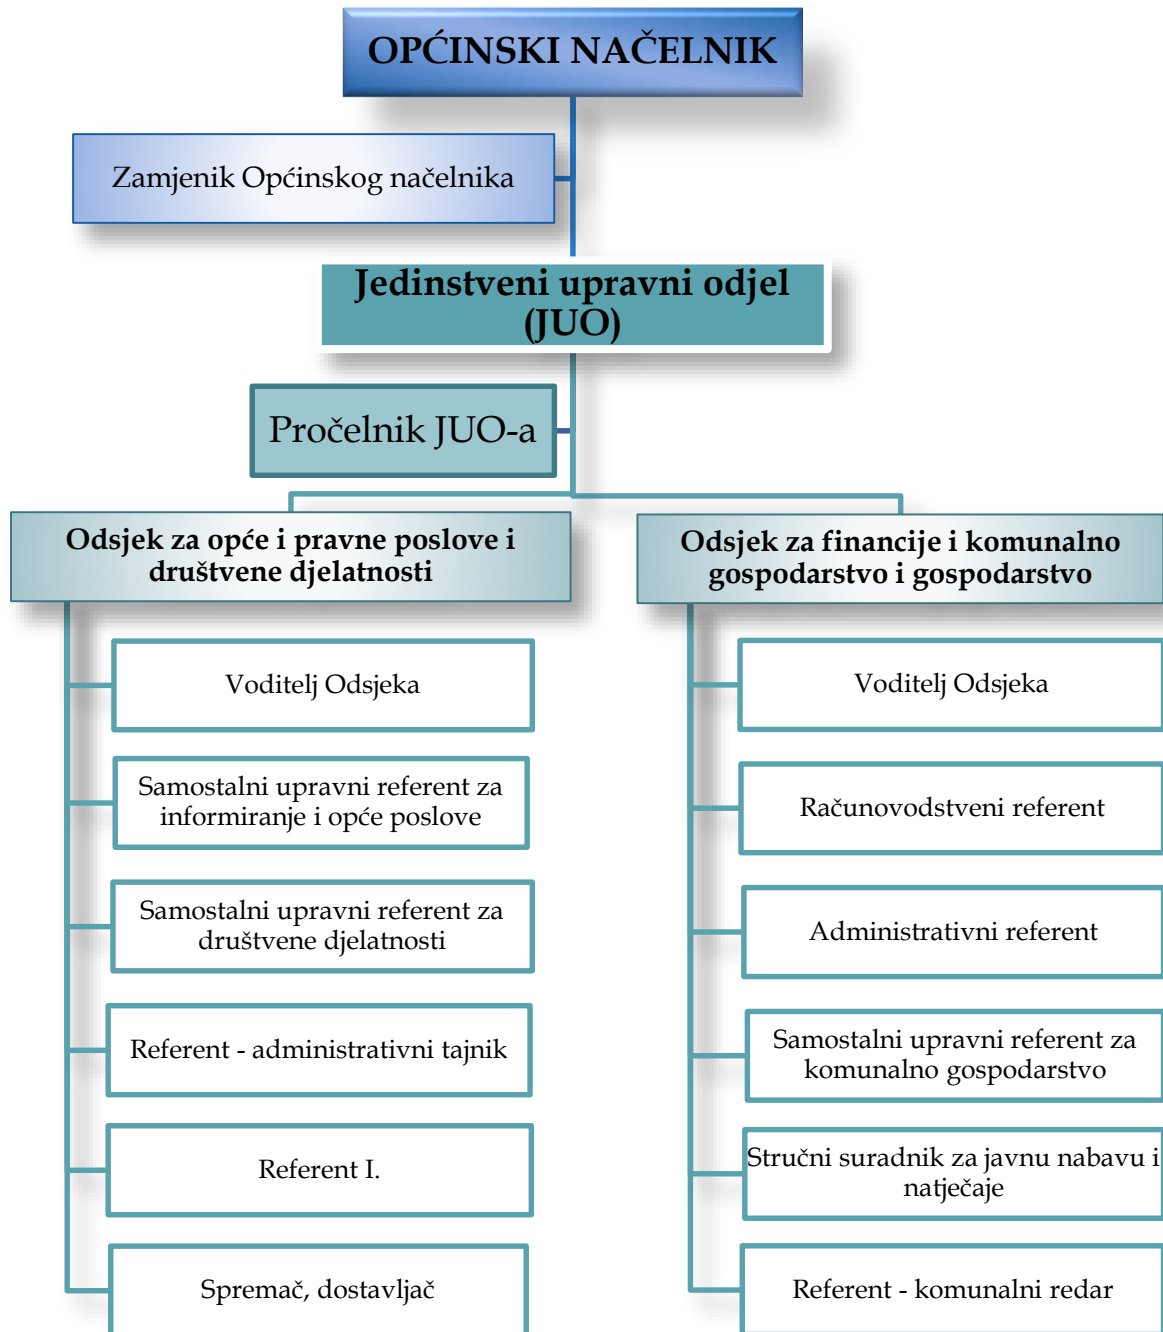 OPĆINSKI NAČELNIK
Zamjenik Općinskog načelnika
Jedinstveni upravni odjel
(JUO)
Pročelnik JUO-a
Odsjek za opće i pravne poslove i
društvene djelatnosti
Voditelj Odsjeka
Samostalni upravni referent za
informiranje i opće poslove
Samostalni upravni referent za
društvene djelatnosti
Referent - administrativni tajnik
Referent I.
Spremač, dostavljač
Odsjek za financije i komunalno
gospodarstvo i gospodarstvo
Voditelj Odsjeka
Računovodstveni referent
Administrativni referent
Samostalni upravni referent za
komunalno gospodarstvo
Stručni suradnik za javnu nabavu i
natječaje
Referent - komunalni redar